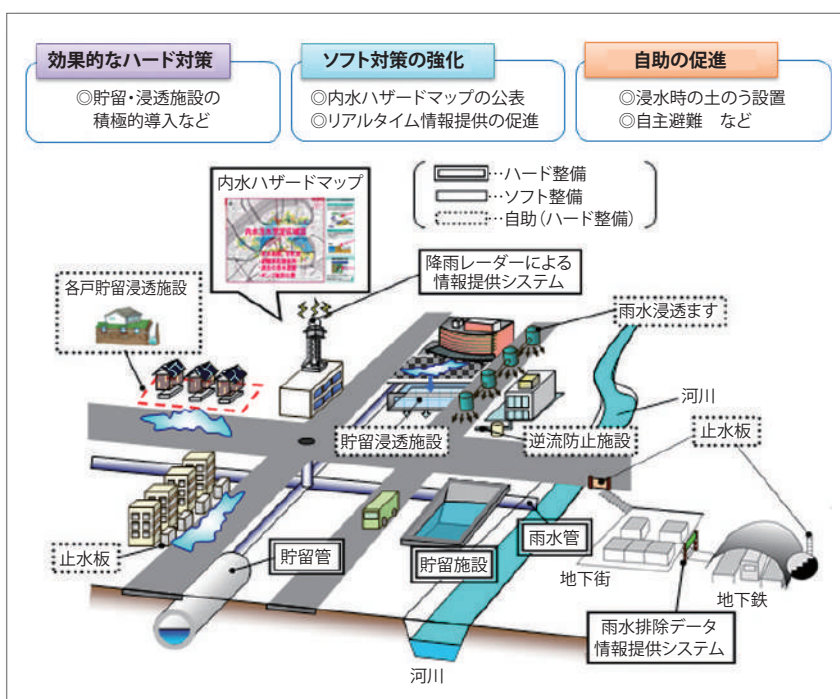 効果的なハード対策
◎貯留・浸透施設の
積極的導入など
ソフト対策の強化
◎内水ハザードマップの公表
◎リアルタイム情報提供の促進
自助の促進
◎浸水時の土のう設置
◎自主避難　など
…ハード整備
…ソフト整備
…自助(ハード整備)
内水ハザードマップ
降雨レーダーによる
情報提供システム
各戸貯留浸透施設
雨水浸透ます
河川
貯留浸透施設
逆流防止施設
止水板
止水板
貯留管
貯留施設
雨水管
地下街
地下鉄
雨水排除データ
情報提供システム
河川